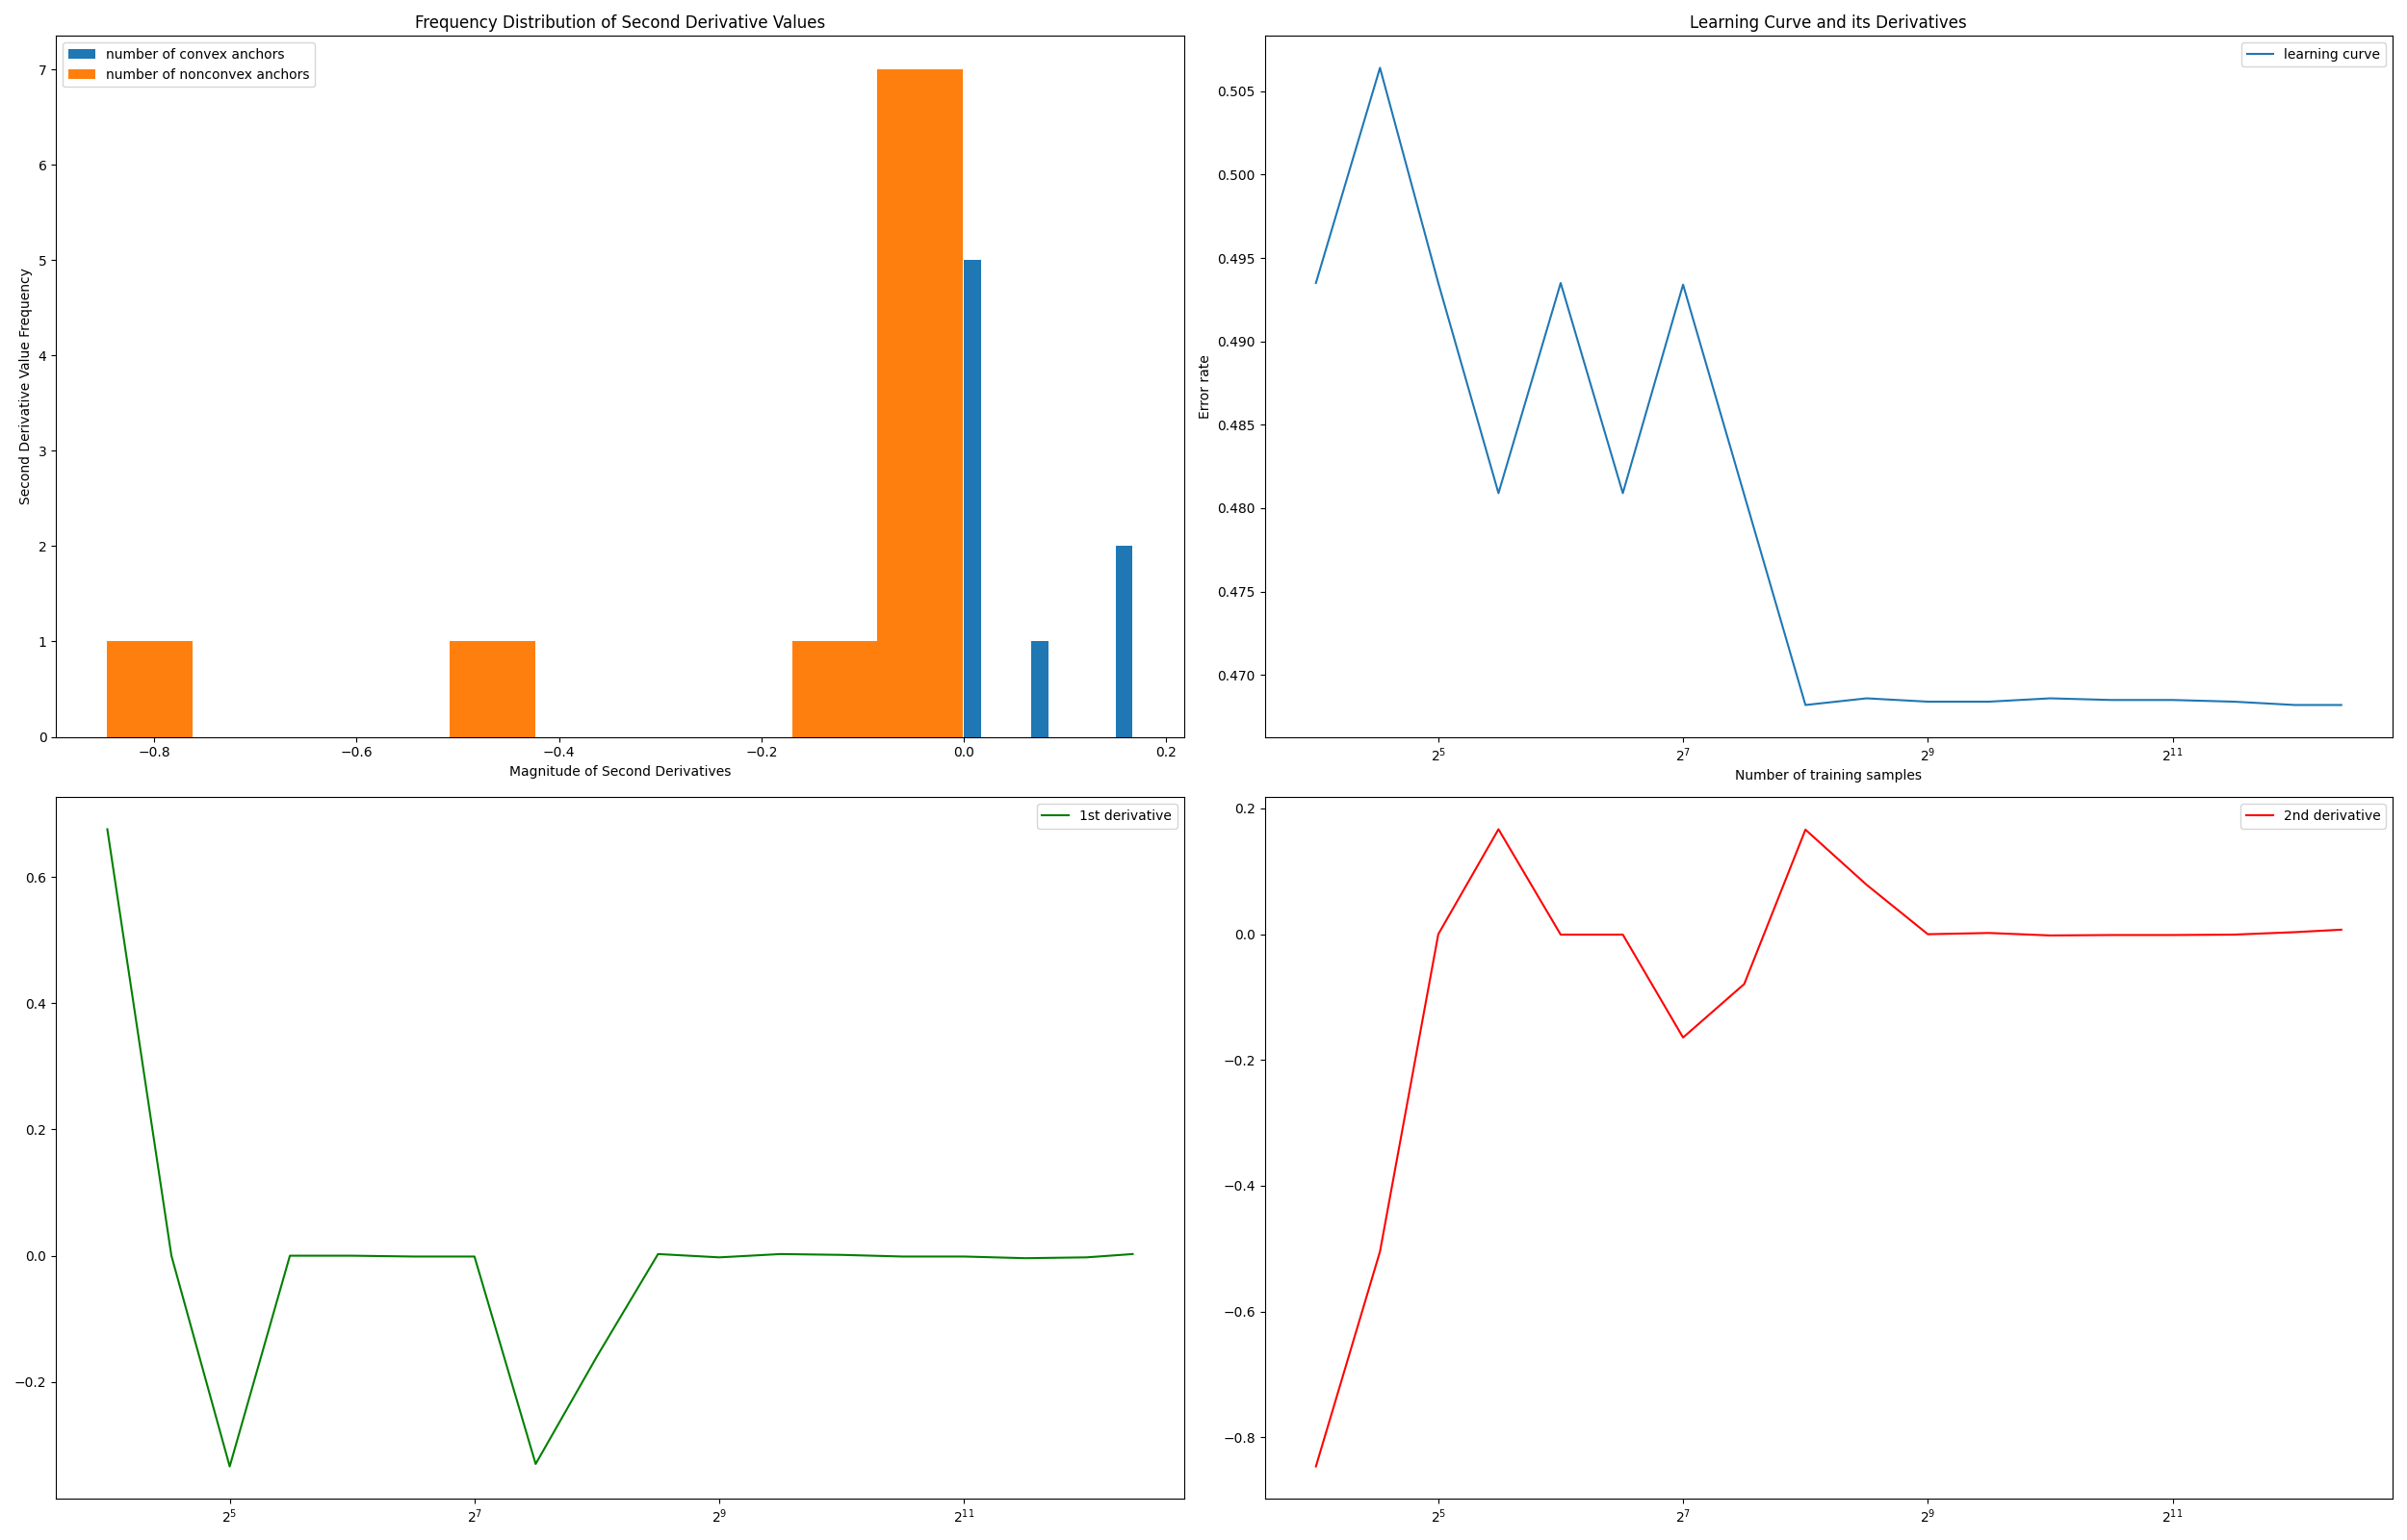 Frequency Distribution of Second Derivative Values
number of convex anchors
number of nonconvex anchors
Second Derivative Value Frequency
7
6
5
4
3
2
1
0
−0.8 −0.6 −0.4 −0.2 0.0 0.2
Magnitude of Second Derivatives
Learning Curve and its Derivatives
learning curve
Error rate
0.505
0.500
0.495
0.490
0.485
0.480
0.475
0.470
2^5 2^7 2^9 2^11
Number of training samples
1st derivative
0.6
0.4
0.2
0.0
−0.2
2^5 2^7 2^9 2^11
2nd derivative
0.2
0.0
−0.2
−0.4
−0.6
−0.8
2^5 2^7 2^9 2^11